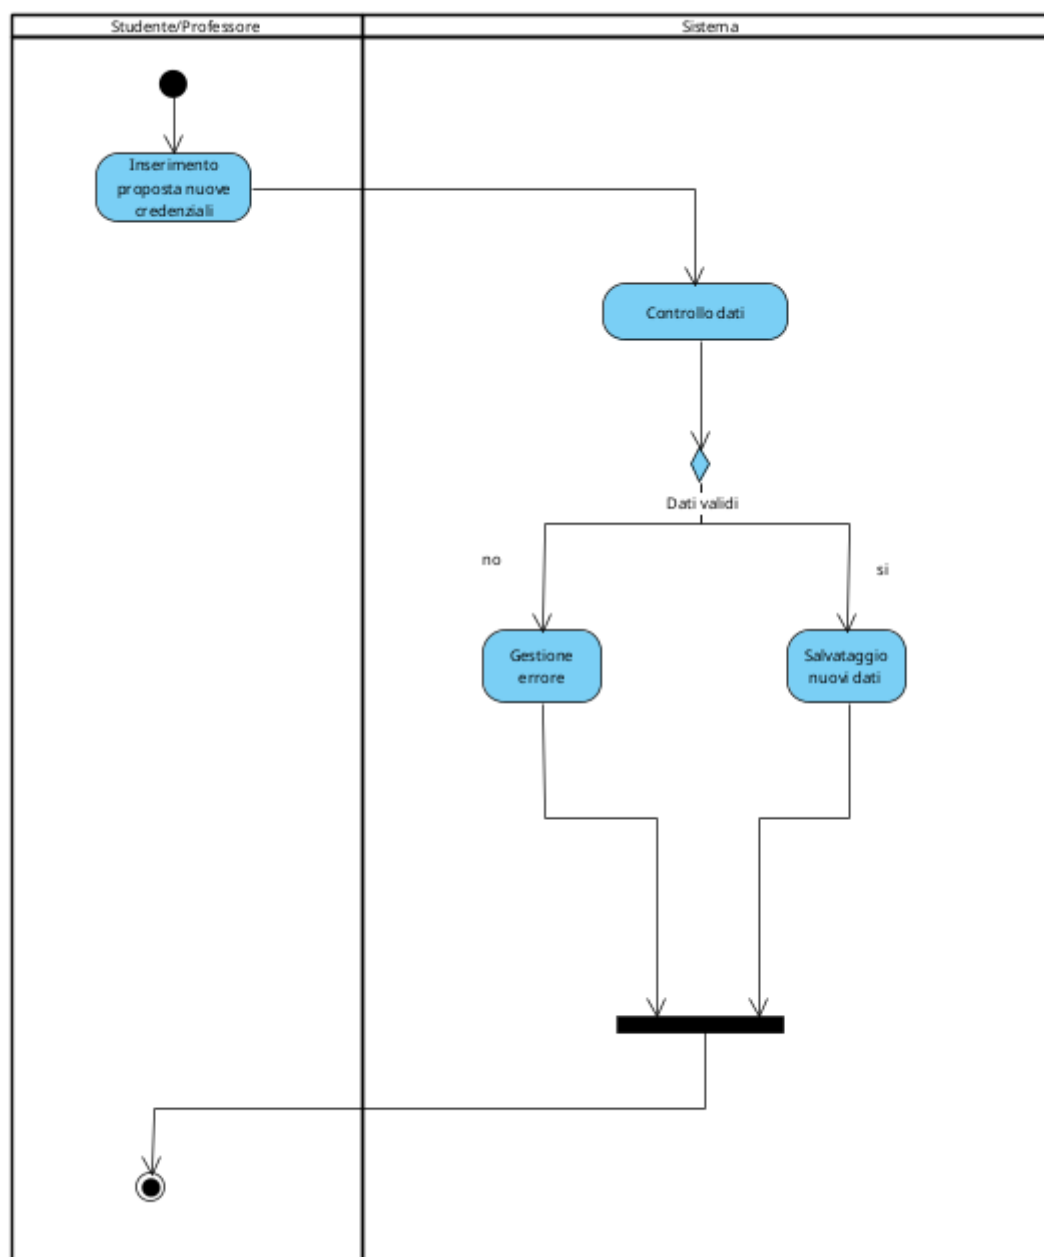 Studente/Professore
Sistema
Inserimento
proposta nuove
credenziali
Controllo dati
Dati validi
no
si
Gestione
errore
Salvataggio
nuovi dati